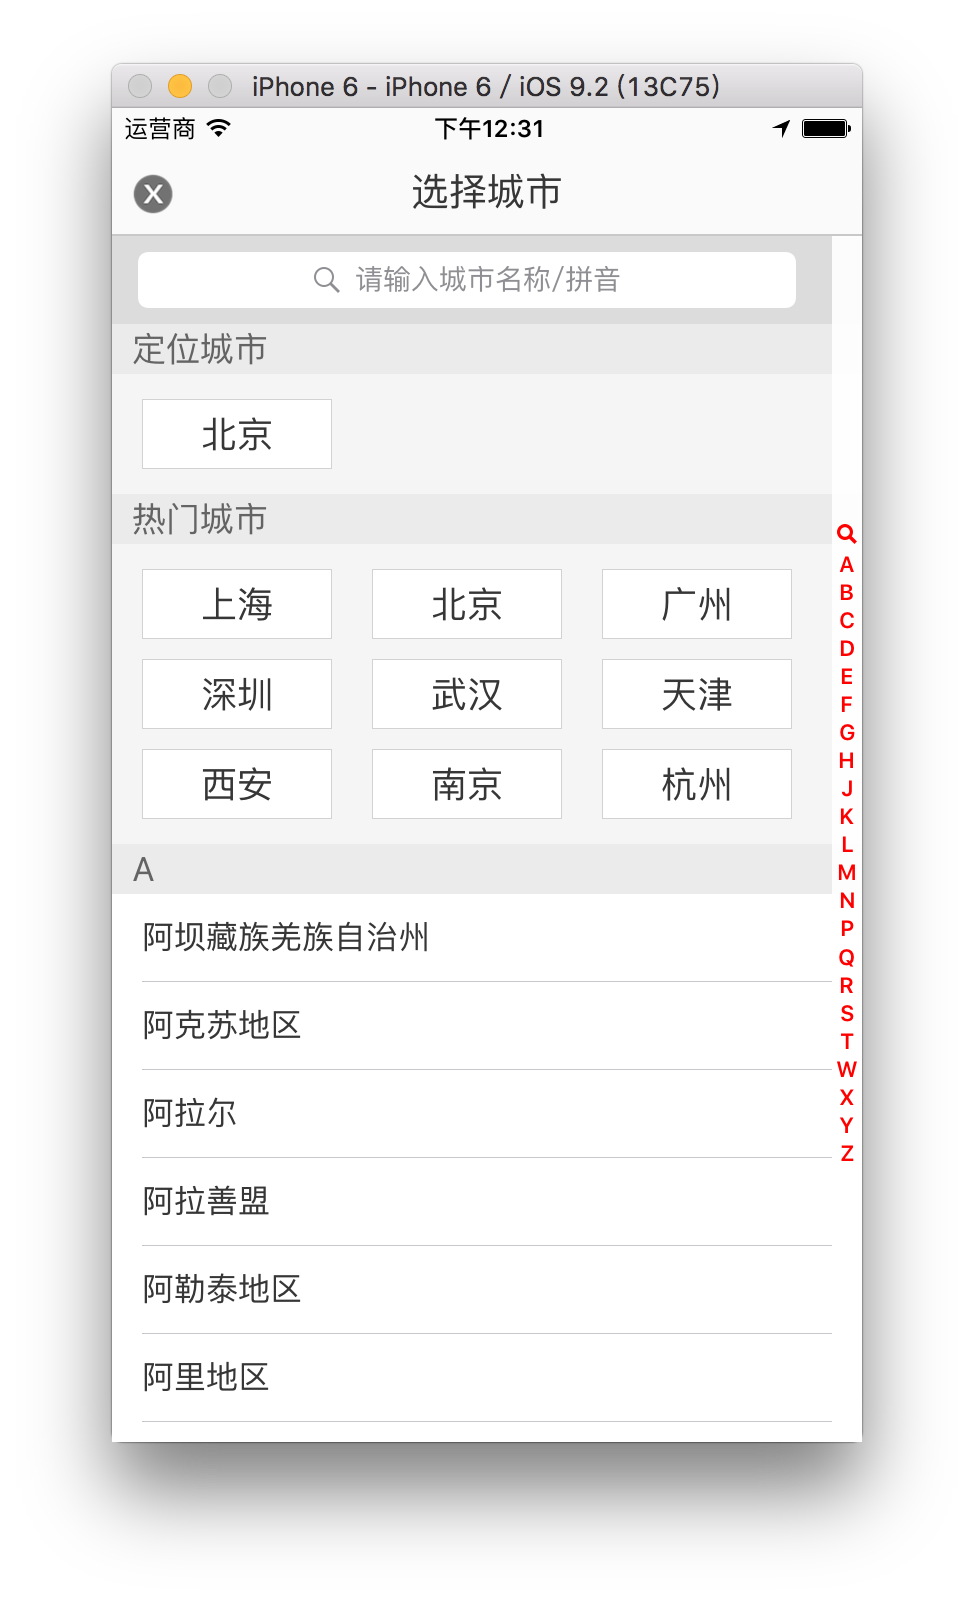 iPhone 6 - iPhone 6 / iOS 9.2 (13C75)
运营商 下午12:31
X 选择城市
请输入城市名称/拼音
定位城市
北京
热门城市
上海 北京 广州
深圳 武汉 天津
西安 南京 杭州
A
阿坝藏族羌族自治州
阿克苏地区
阿拉尔
阿拉善盟
阿勒泰地区
阿里地区
A
B
C
D
E
F
G
H
J
K
L
M
N
P
Q
R
S
T
W
X
Y
Z